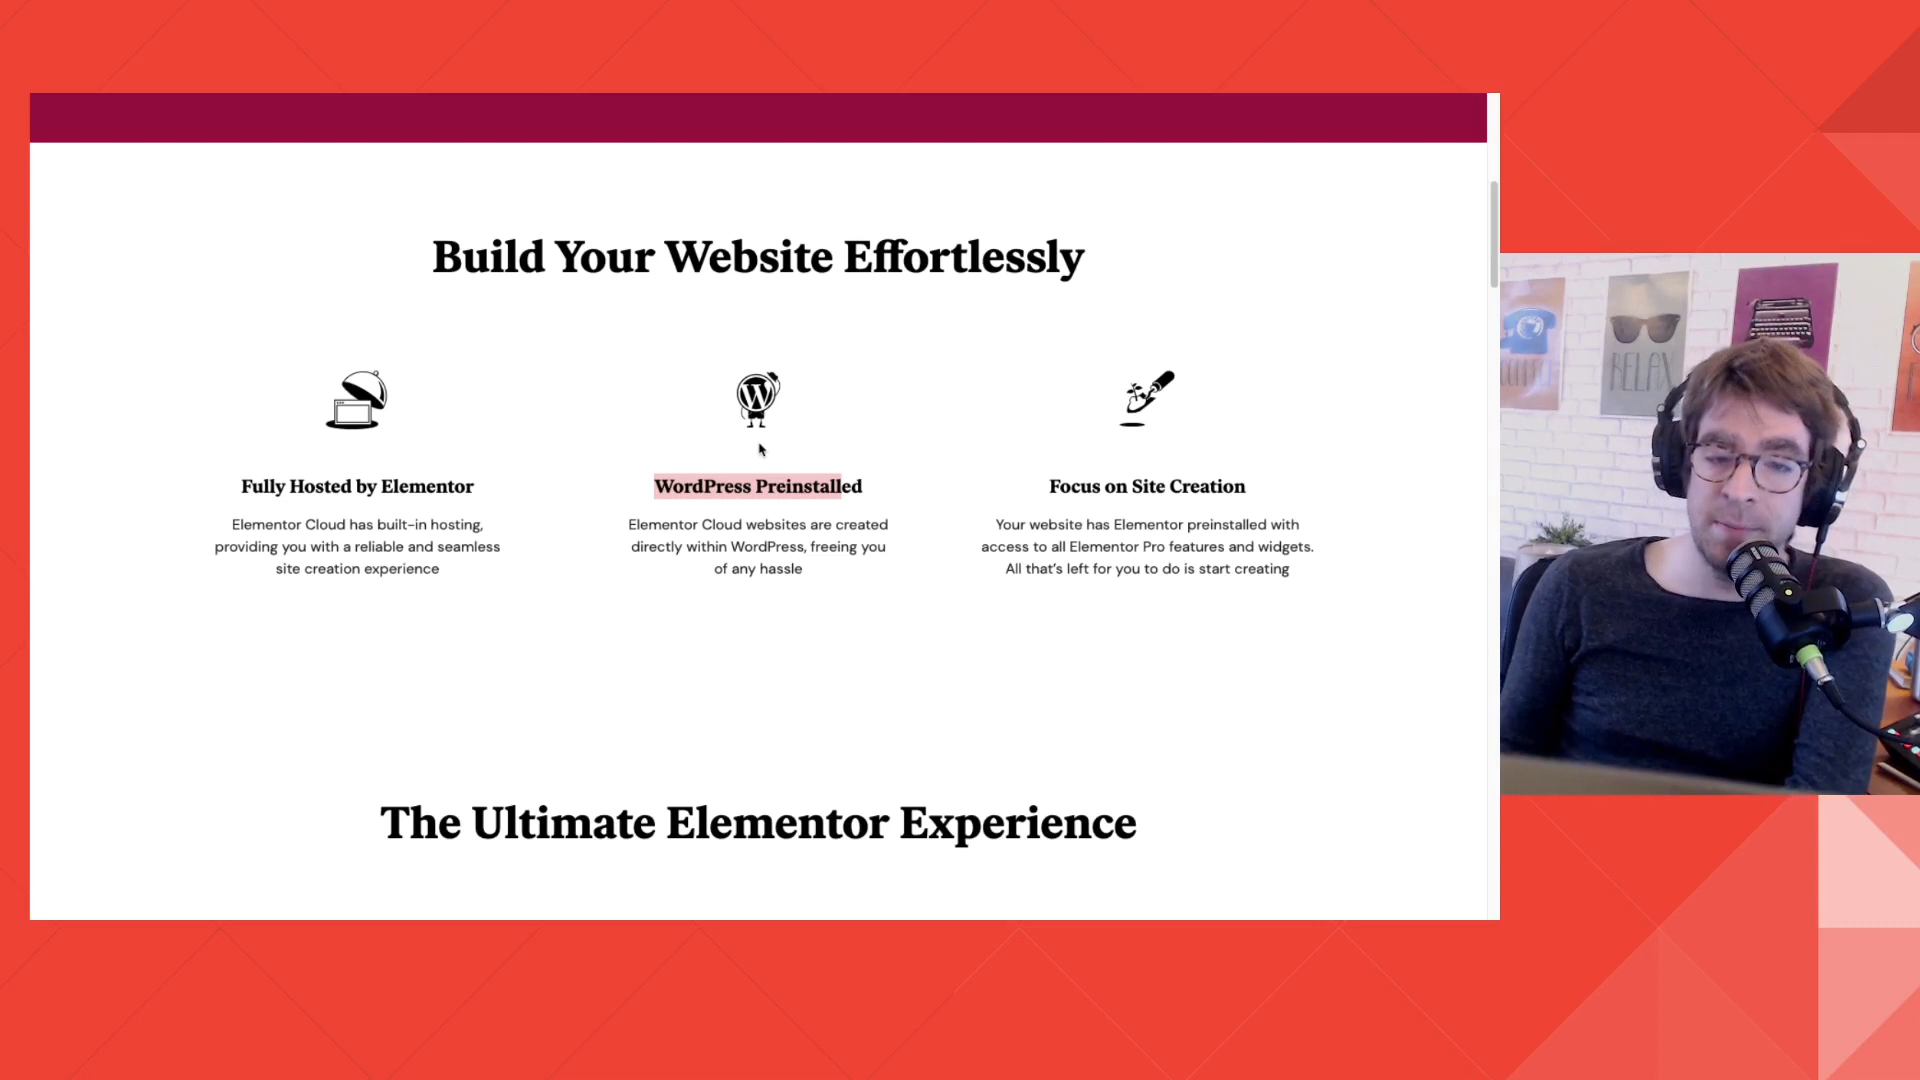 Build Your Website Effortlessly
Fully Hosted by Elementor
Elementor Cloud has built-in hosting,
providing you with a reliable and seamless
site creation experience
WordPress Preinstalled
Elementor Cloud websites are created
directly within WordPress, freeing you
of any hassle
Focus on Site Creation
Your website has Elementor preinstalled with
access to all Elementor Pro features and widgets.
All that’s left for you to do is start creating
The Ultimate Elementor Experience
RELAX